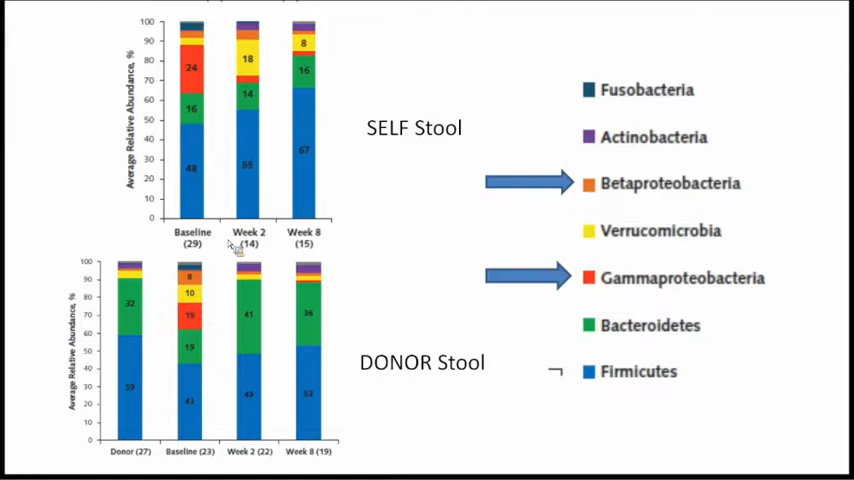 100
90
80
70
60
50
40
30
20
10
0
Average Relative Abundance, %
24
16
48
18
14
55
8
16
67
Baseline
(29)
Week 2
(14)
Week 8
(15)
SELF Stool
100
90
80
70
60
50
40
30
20
10
0
Average Relative Abundance, %
32
59
8
10
19
41
49
36
53
Donor (27)
Baseline (23)
Week 2 (22)
Week 8 (19)
DONOR Stool
Fusobacteria
Actinobacteria
Betaproteobacteria
Verrucomicrobia
Gammaproteobacteria
Bacteroidetes
Firmicutes